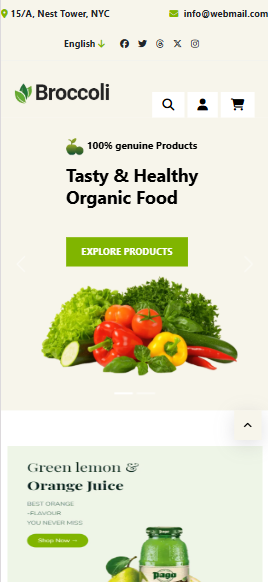 15/A, Nest Tower, NYC
info@webmail.com
English
Broccoli
100% genuine Products
Tasty & Healthy
Organic Food
EXPLORE PRODUCTS
Green lemon &
Orange Juice
BEST ORANGE
-FLAVOUR
YOU NEVER MISS
Shop Now →
pago